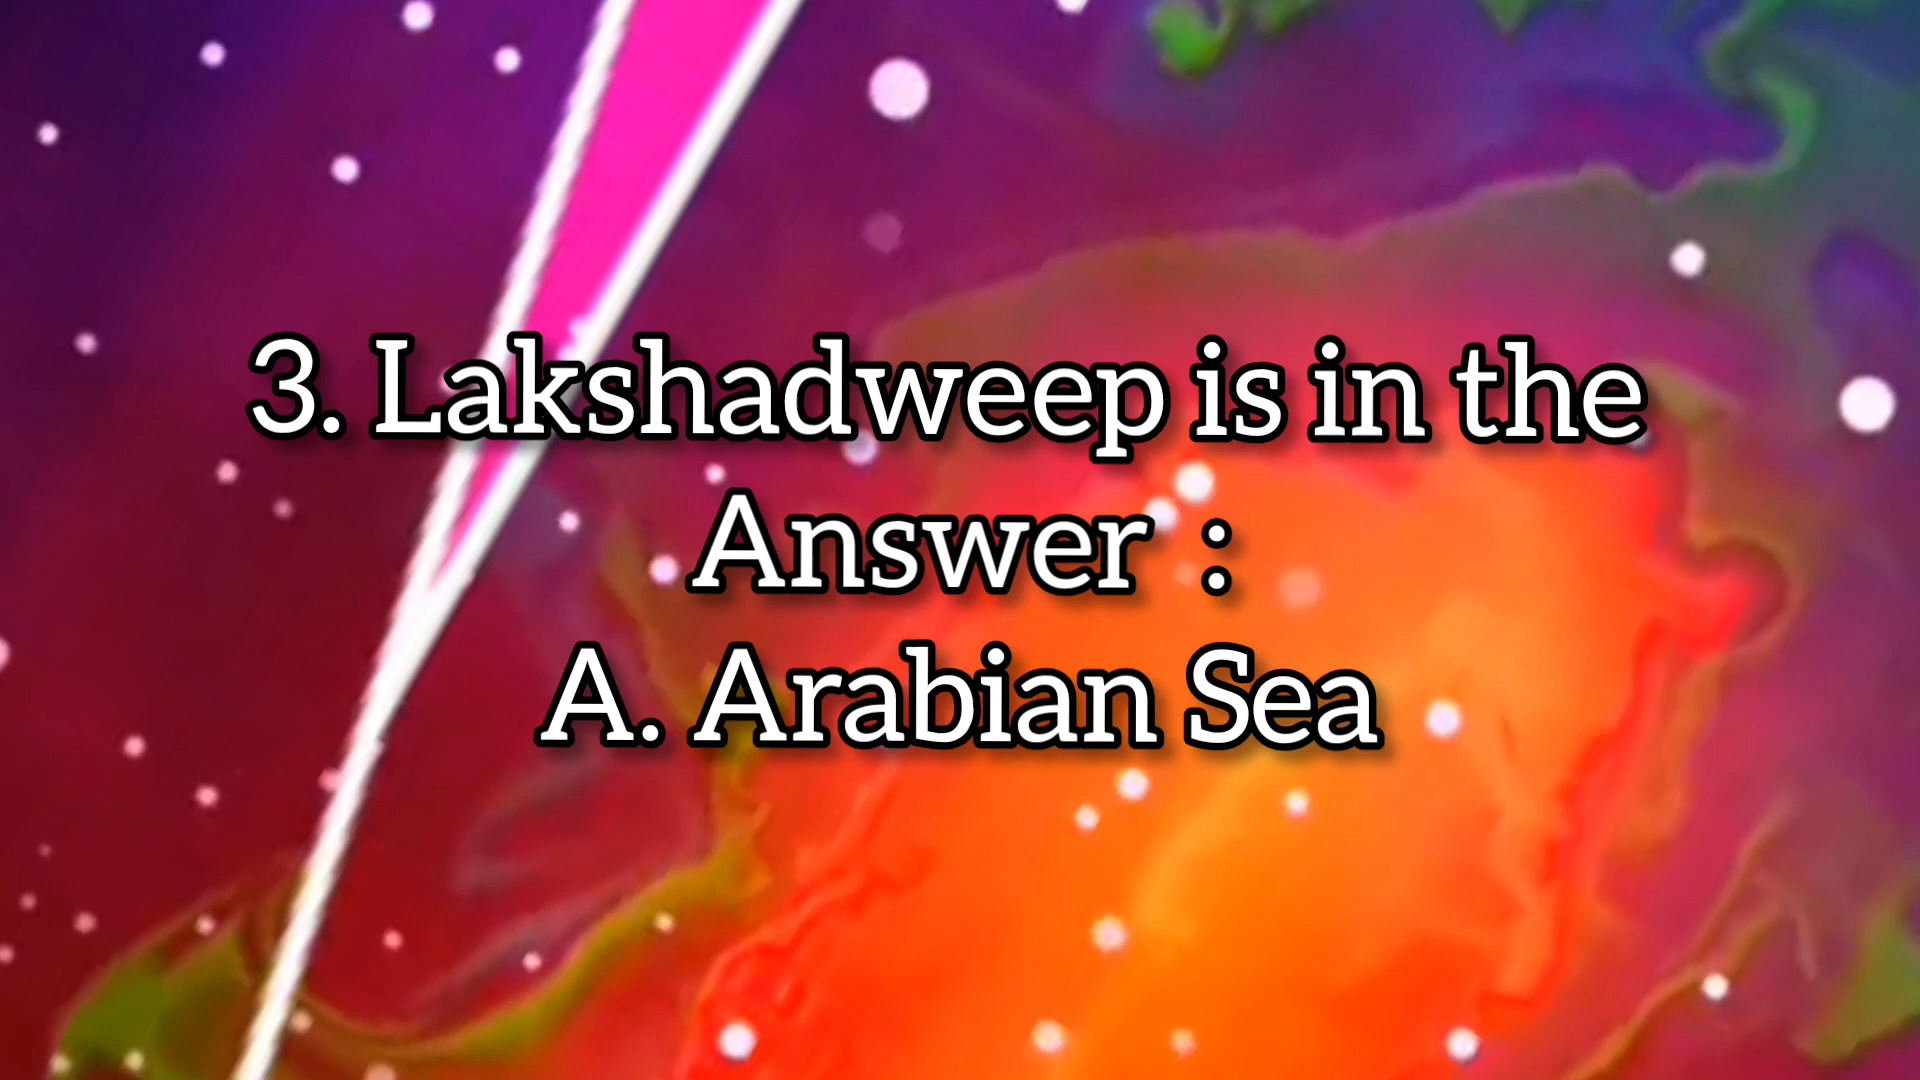 3. Lakshadweep is in the
Answer :
A. Arabian Sea